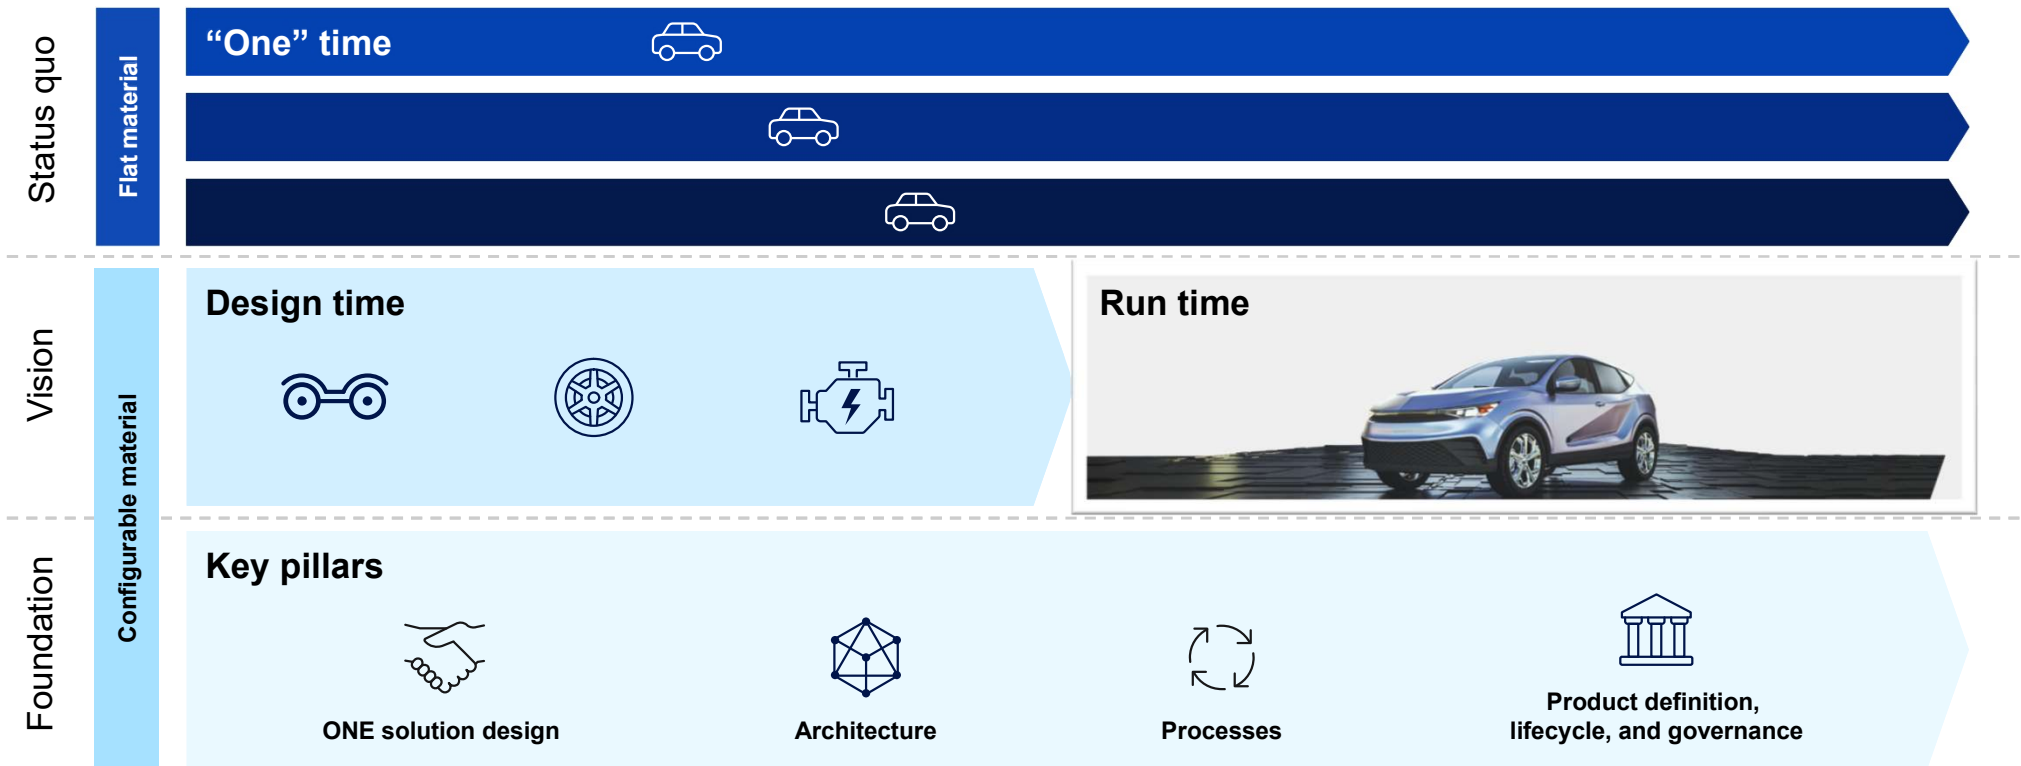 Status quo
Flat material
“One” time
Vision
Configurable material
Design time
Run time
Foundation
Key pillars
ONE solution design
Architecture
Processes
Product definition,
lifecycle, and governance